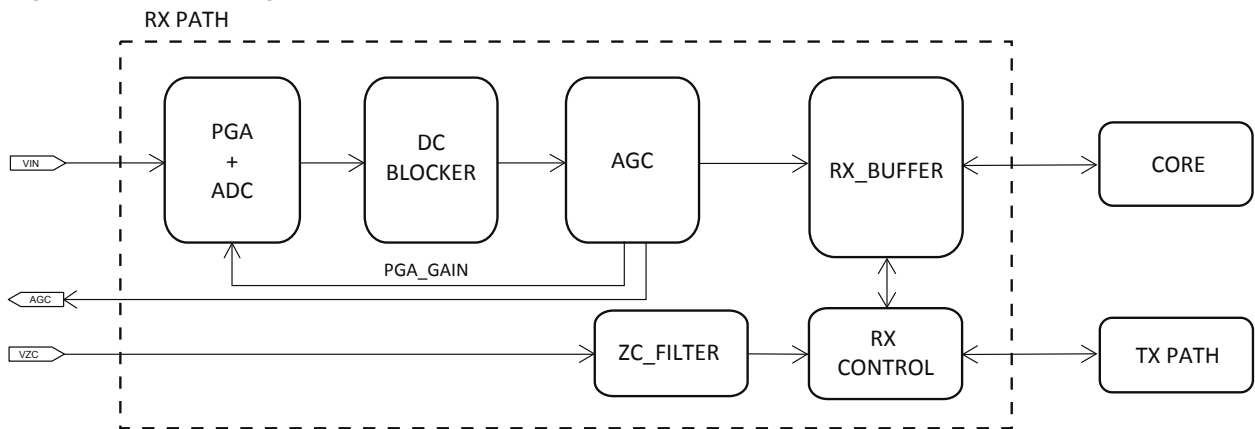 RX PATH
PGA
+
ADC
DC
BLOCKER
AGC
RX_BUFFER
CORE
VIN
PGA_GAIN
AGC
VZC
ZC_FILTER
RX
CONTROL
TX PATH